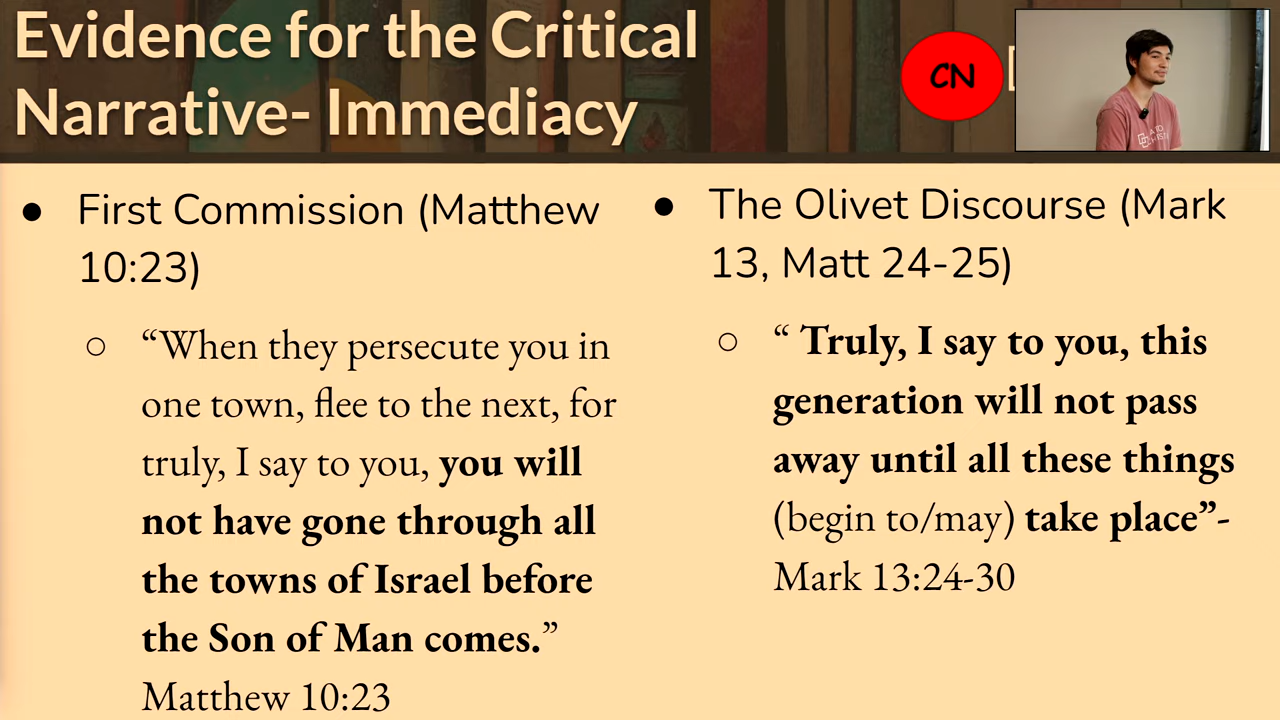 Evidence for the Critical
Narrative- Immediacy
CN
● First Commission (Matthew
10:23)
○ “When they persecute you in
one town, flee to the next, for
truly, I say to you, you will
not have gone through all
the towns of Israel before
the Son of Man comes.”
Matthew 10:23
● The Olivet Discourse (Mark
13, Matt 24-25)
○ “ Truly, I say to you, this
generation will not pass
away until all these things
(begin to/may) take place”-
Mark 13:24-30